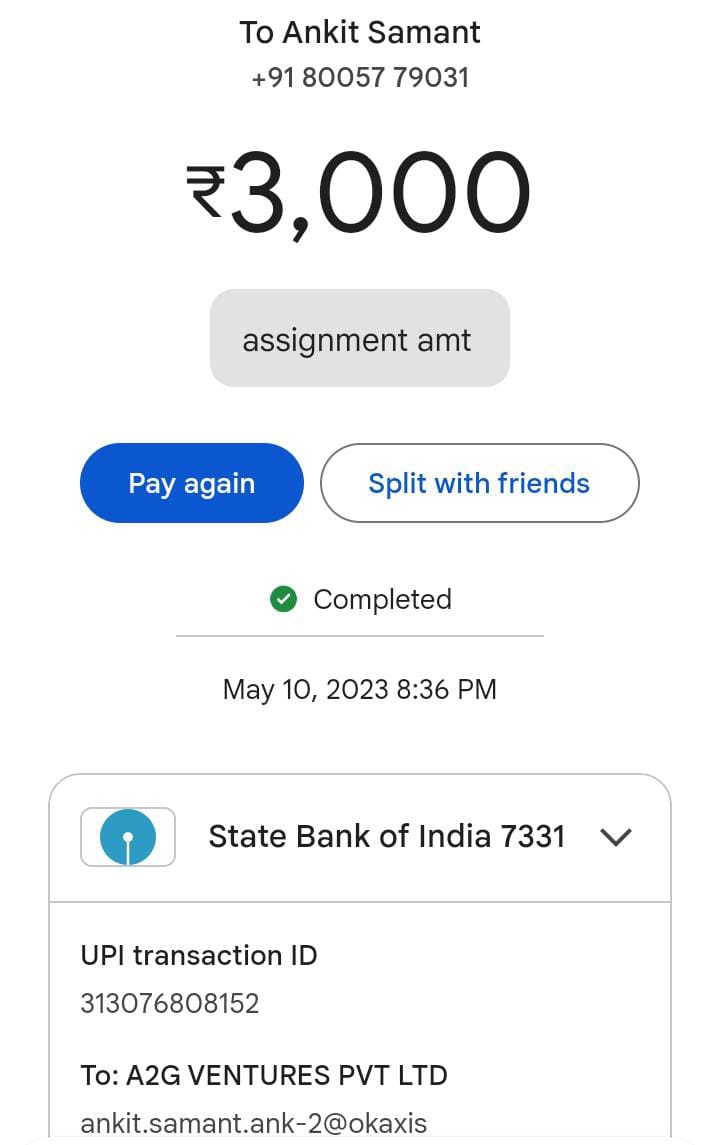 To Ankit Samant
+91 80057 79031
₹3,000
assignment amt
Pay again
Split with friends
Completed
May 10, 2023 8:36 PM
State Bank of India 7331
UPI transaction ID
313076808152
To: A2G VENTURES PVT LTD
ankit.samant.ank-2@okaxis